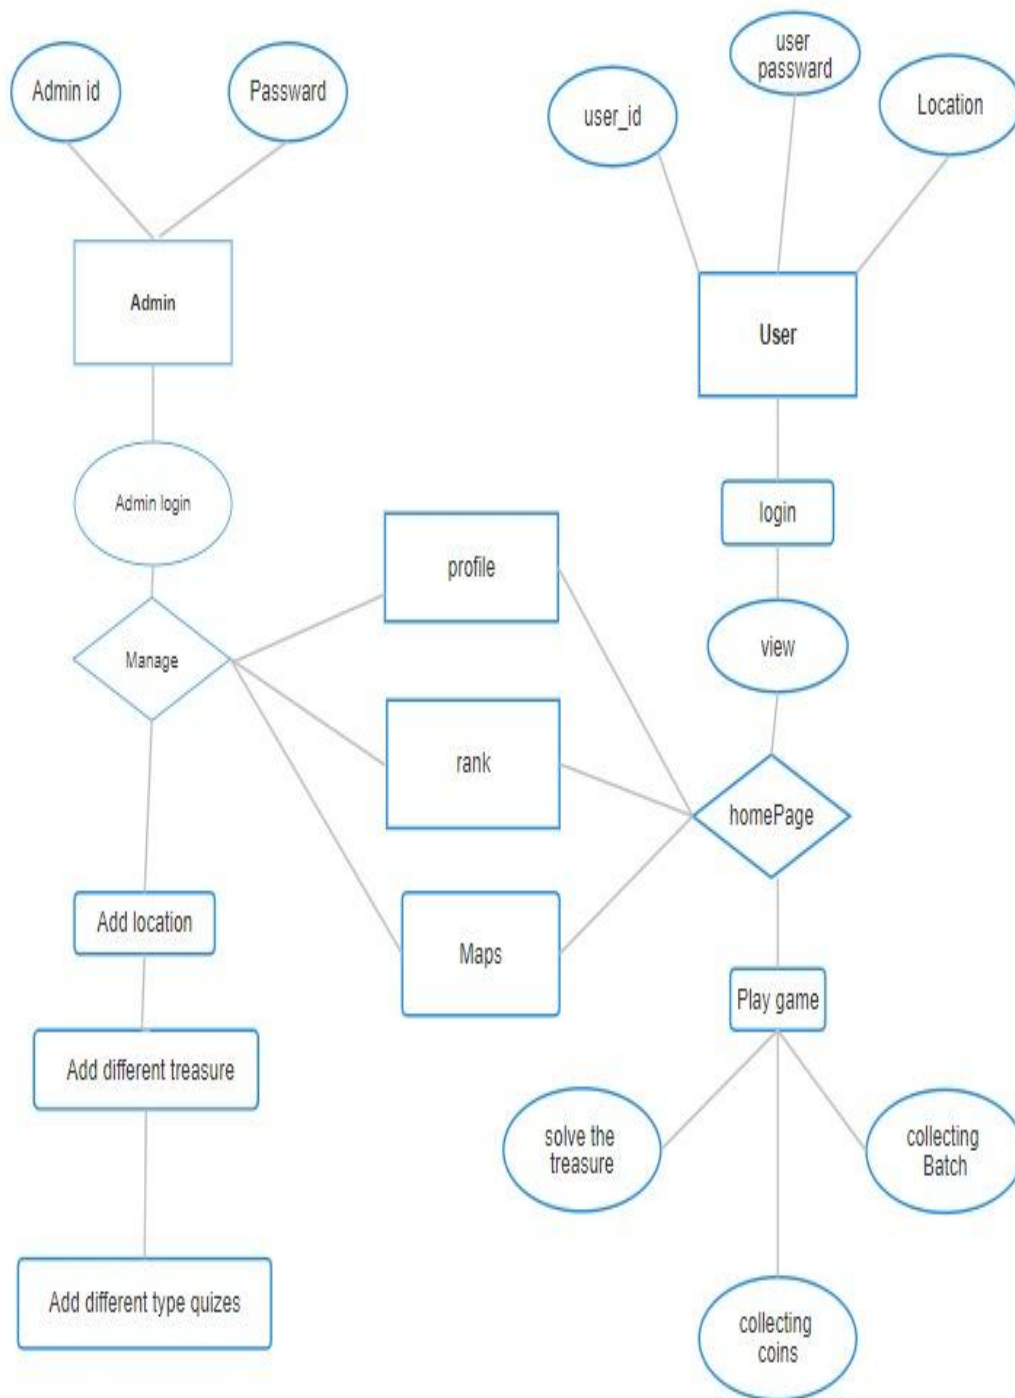 Admin id
Passward
user_id
user
passward
Location
Admin
User
Admin login
login
profile
view
Manage
rank
homePage
Add location
Maps
Play game
Add different treasure
solve the
treasure
collecting
Batch
Add different type quizes
collecting
coins